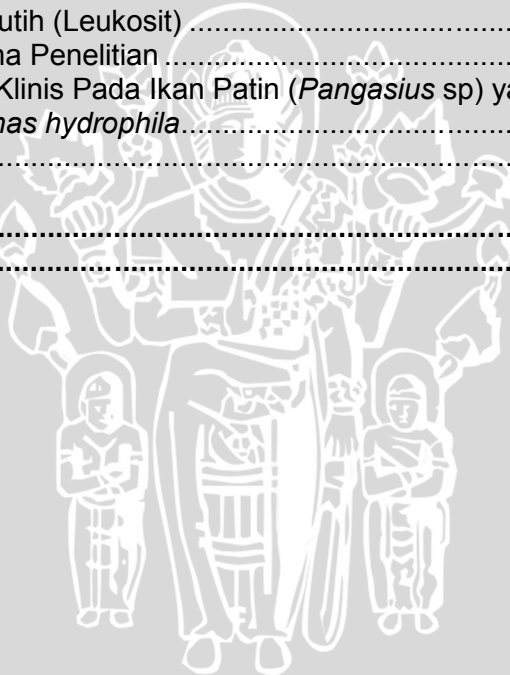 utih (Leukosit) ..........................................................
na Penelitian ..............................................................
Klinis Pada Ikan Patin (Pangasius sp) ya
nas hydrophila............................................................
....................................................................................
....................................................................................
....................................................................................